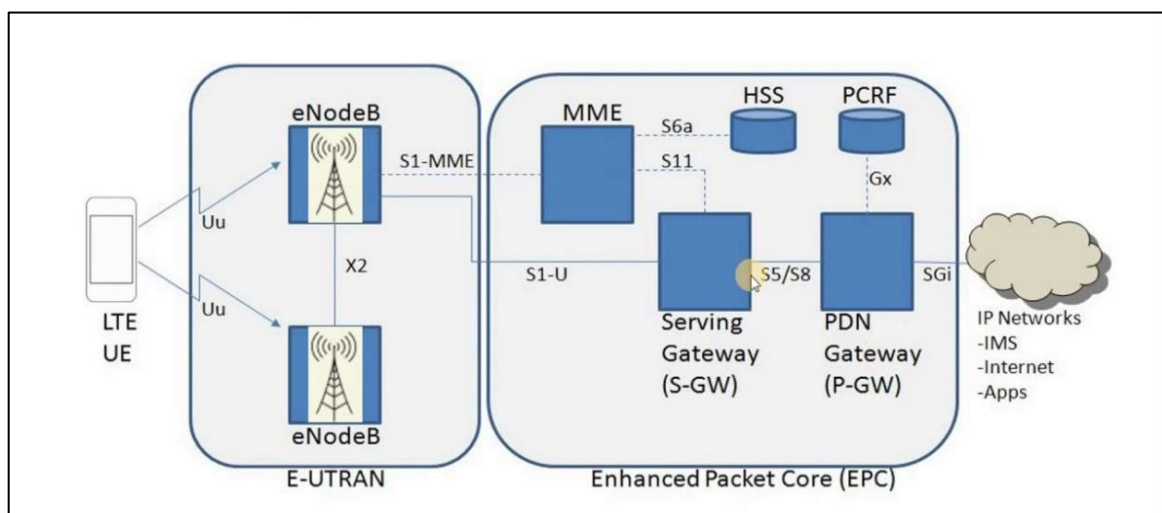 eNodeB
MME
HSS
PCRF
S6a
S1-MME
S11
Gx
Uu
X2
S1-U
S5/S8
SGi
Uu
LTE
UE
Serving
Gateway
(S-GW)
PDN
Gateway
(P-GW)
IP Networks
-IMS
-Internet
-Apps
eNodeB
E-UTRAN
Enhanced Packet Core (EPC)